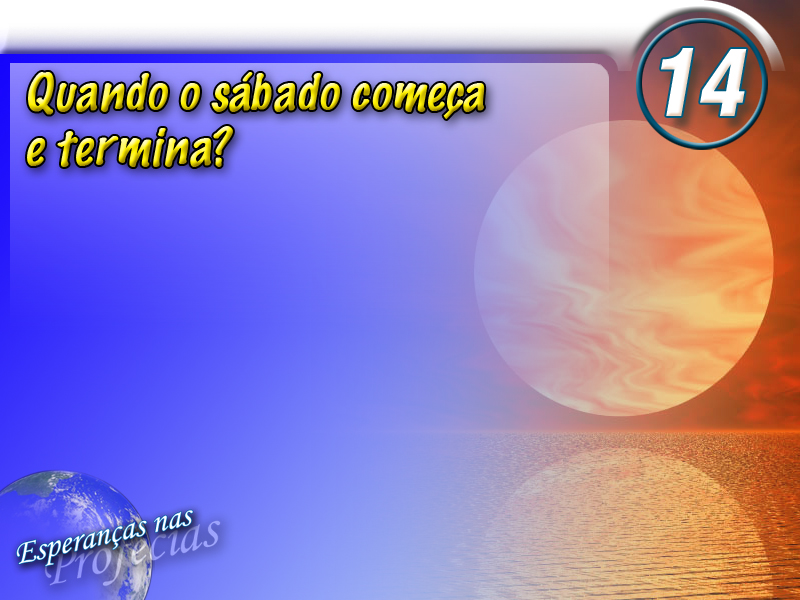 14
Quando o sábado começa
e termina?
Esperanças nas
Profecias